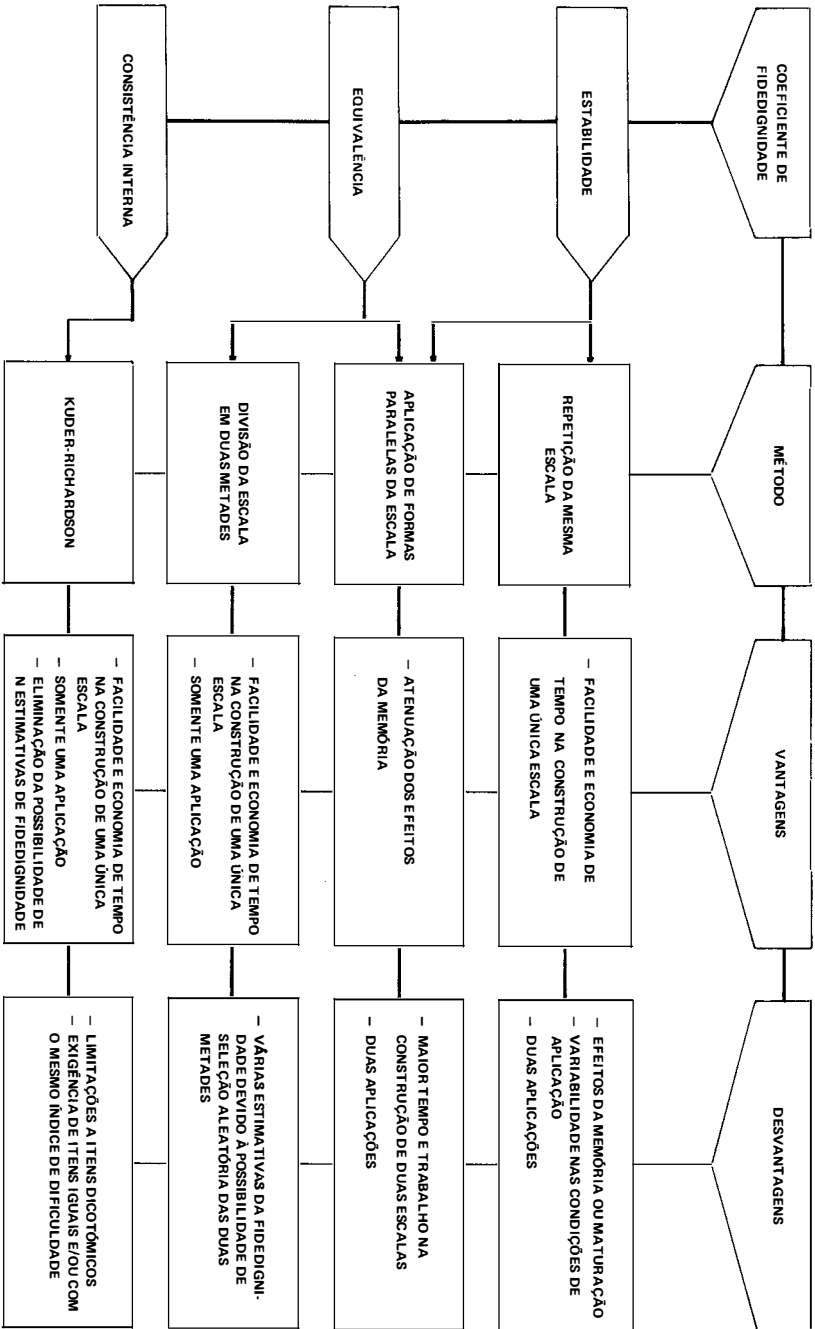 COEFICIENTE DE
FIDEDIGNIDADE
MÉTODO
VANTAGENS
DESVANTAGENS
ESTABILIDADE
REPETIÇÃO DA MESMA
ESCALA
— FACILIDADE E ECONOMIA DE
TEMPO NA CONSTRUÇÃO DE
UMA ÚNICA ESCALA
— EFEITOS DA MEMÓRIA OU MATURAÇÃO
— VARIABILIDADE NAS CONDIÇÕES DE
APLICAÇÃO
— DUAS APLICAÇÕES
EQUIVALÊNCIA
APLICAÇÃO DE FORMAS
PARALELAS DA ESCALA
— ATENUAÇÃO DOS EFEITOS
DA MEMÓRIA
— MAIOR TEMPO E TRABALHO NA
CONSTRUÇÃO DE DUAS ESCALAS
— DUAS APLICAÇÕES
DIVISÃO DA ESCALA
EM DUAS METADES
— FACILIDADE E ECONOMIA DE TEMPO
NA CONSTRUÇÃO DE UMA ÚNICA
ESCALA
— SOMENTE UMA APLICAÇÃO
— VÁRIAS ESTIMATIVAS DA FIDEDIGNI-
DADE DEVIDO À POSSIBILIDADE DE
SELEÇÃO ALEATÓRIA DAS DUAS
METADES
CONSISTÊNCIA INTERNA
KUDER-RICHARDSON
— FACILIDADE E ECONOMIA DE TEMPO
NA CONSTRUÇÃO DE UMA ÚNICA
ESCALA
— SOMENTE UMA APLICAÇÃO
— ELIMINAÇÃO DA POSSIBILIDADE DE
N ESTIMATIVAS DE FIDEDIGNIDADE
— LIMITAÇÕES A ITENS DICOTÓMICOS
— EXIGÊNCIA DE ITENS IGUAIS E/OU COM
O MESMO ÍNDICE DE DIFICULDADE